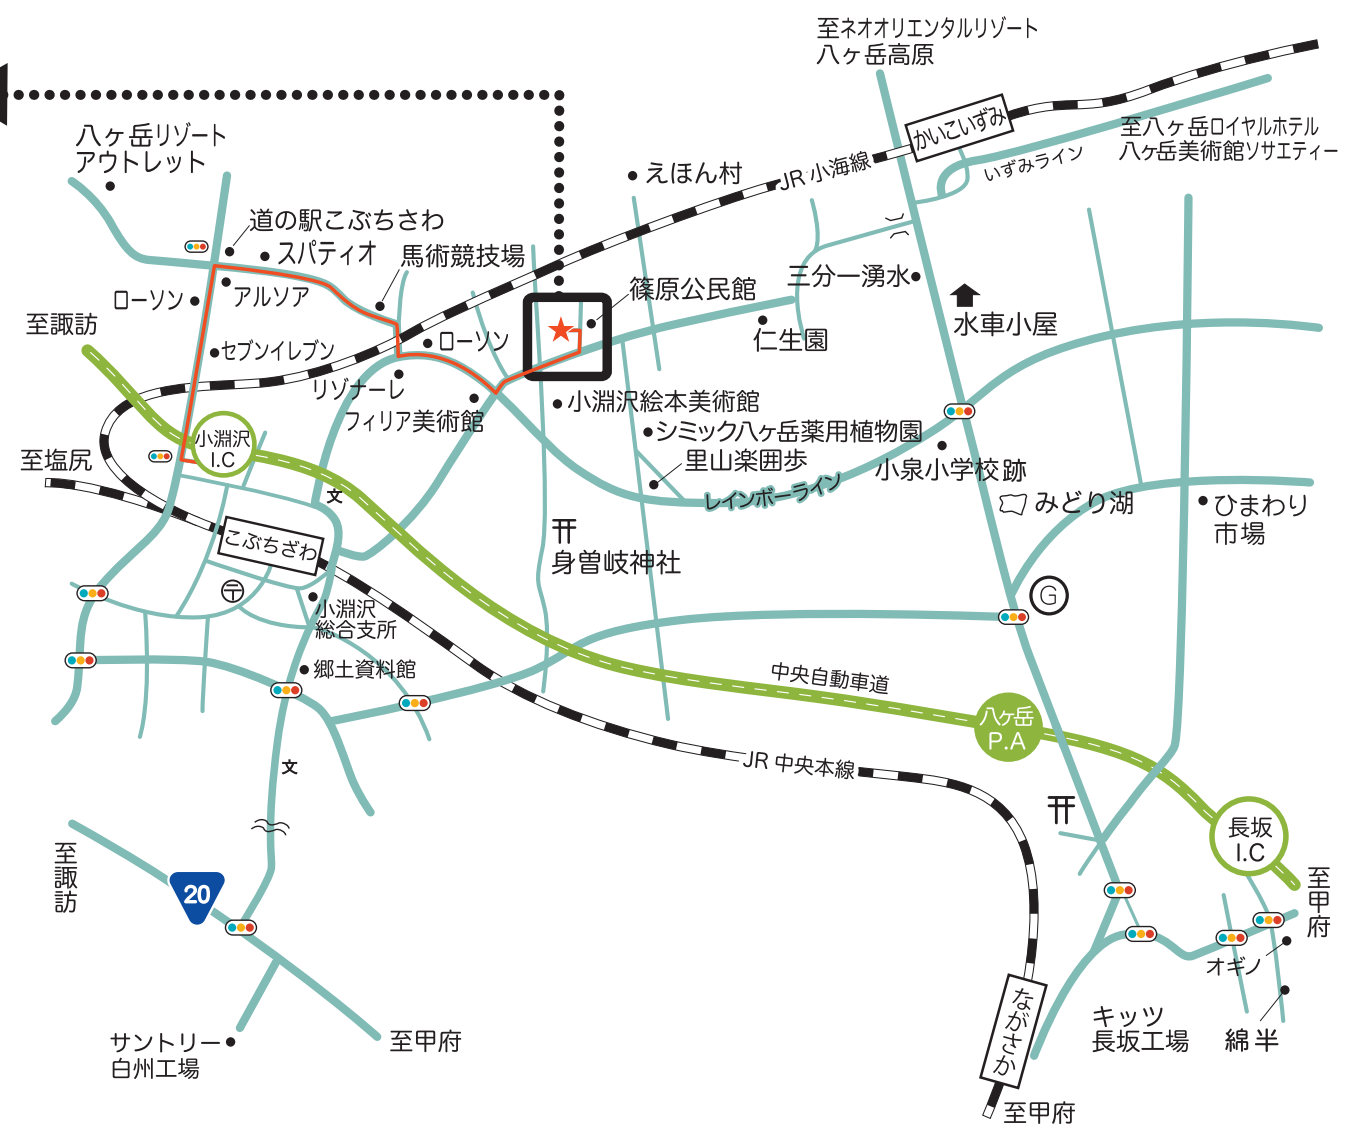 至ネオオリエンタルリゾート
八ヶ岳高原
かいこいずみ
至八ヶ岳ロイヤルホテル
八ヶ岳美術館ソサエティー
いずみライン
八ヶ岳リゾート
アウトレット
JR 小海線
えほん村
道の駅こぶちさわ
スパティオ
馬術競技場
三分一湧水
篠原公民館
アルソア
ローソン
至諏訪
水車小屋
仁生園
ローソン
セブンイレブン
リゾナーレ
フィリア美術館
小淵沢絵本美術館
シミック八ヶ岳薬用植物園
里山楽囲歩
小淵沢
I.C
至塩尻
文
小泉小学校跡
レインボーライン
みどり湖
ひまわり
市場
こぶちざわ
身曽岐神社
〒
G
小淵沢
総合支所
郷土資料館
中央自動車道
八ヶ岳
P.A
文
JR 中央本線
長坂
I.C
至諏訪
20
至甲府
オギノ
ながさか
キッツ
長坂工場
綿半
サントリー
白州工場
至甲府
至甲府